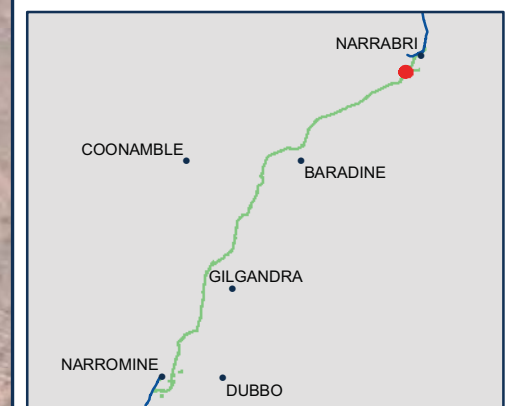 NARRABRI
COONAMBLE
BARADINE
GILGANDRA
NARROMINE
DUBBO